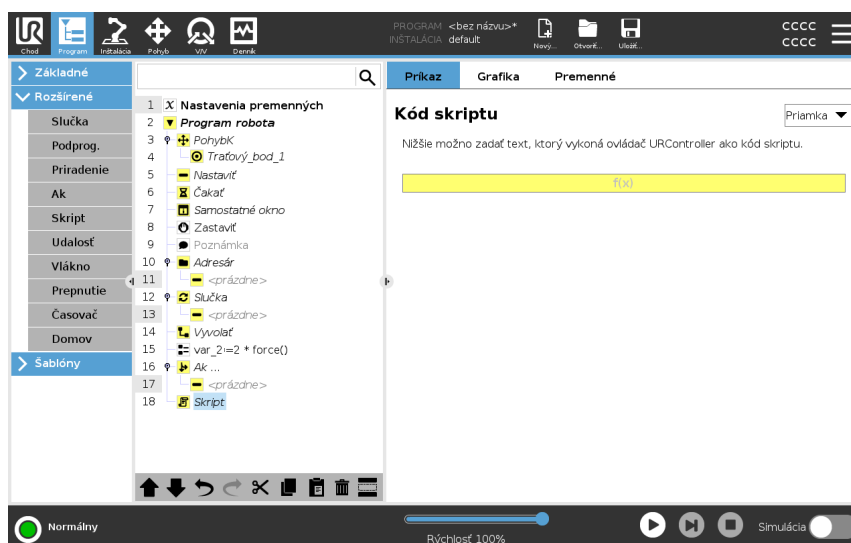 PROGRAM <bez názvu>*
INŠTALÁCIA default
Chod Program Inštalácia Pohyb V/V Denník
Nový... Otvoriť... Uložiť...
CCCC
CCCC
Základné
Rozšírené
Slučka
Podprog.
Priradenie
Ak
Skript
Udalosť
Vlákno
Prepnutie
Časovač
Domov
Šablóny
1 X Nastavenia premenných
2 Program robota
3 PohybK
4 Traťový_bod_1
5 Nastaviť
6 Čakať
7 Samostatné okno
8 Zastaviť
9 Poznámka
10 Adresár
11 <prázdne>
12 Slučka
13 <prázdne>
14 Vyvolať
15 var_2≔2 * force()
16 Ak ...
17 <prázdne>
18 Skript
Príkaz Grafika Premenné
Kód skriptu
Priamka
Nižšie možno zadať text, ktorý vykoná ovládač URController ako kód skriptu.
f(x)
Normálny
Rýchlosť 100%
Simulácia